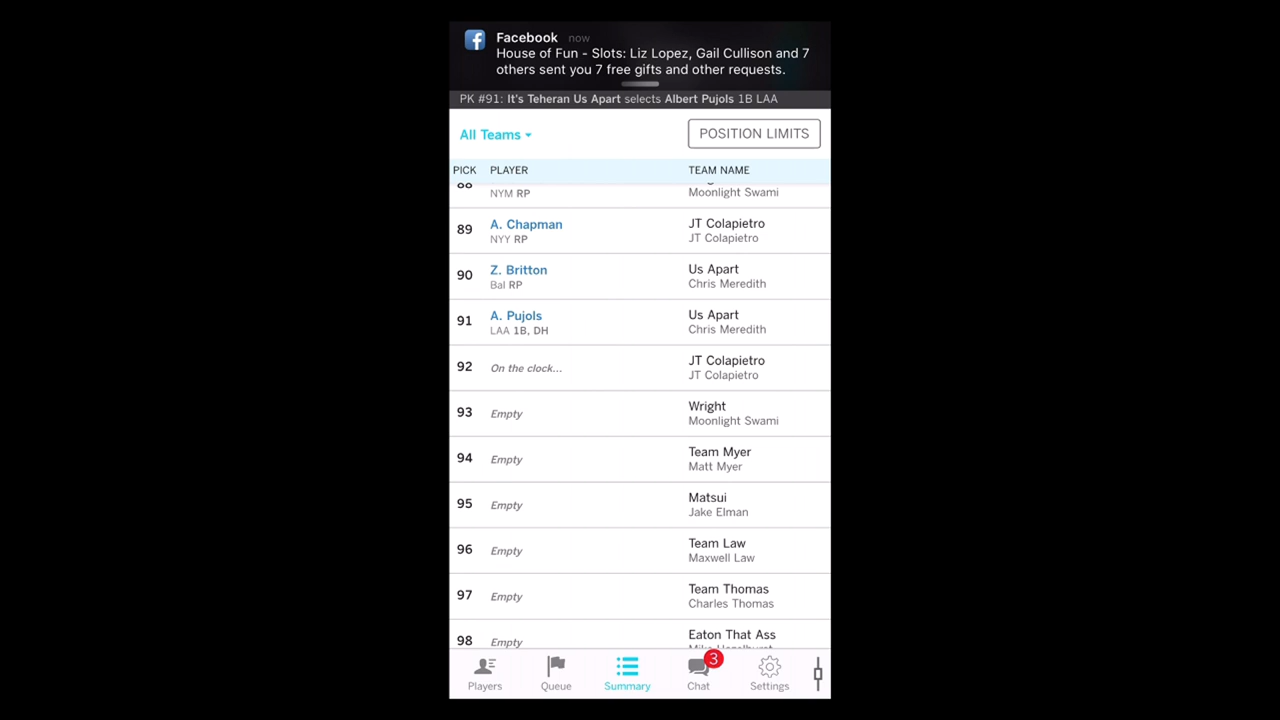 Facebook now
House of Fun - Slots: Liz Lopez, Gail Cullison and 7
others sent you 7 free gifts and other requests.
PK #91: It's Teheran Us Apart selects Albert Pujols 1B LAA
All Teams
POSITION LIMITS
PICK PLAYER TEAM NAME
88
NYM RP Moonlight Swami
89 A. Chapman JT Colapietro
NYY RP JT Colapietro
90 Z. Britton Us Apart
Bal RP Chris Meredith
91 A. Pujols Us Apart
LAA 1B, DH Chris Meredith
92 On the clock... JT Colapietro
JT Colapietro
93 Empty Wright
Moonlight Swami
94 Empty Team Myer
Matt Myer
95 Empty Matsui
Jake Elman
96 Empty Team Law
Maxwell Law
97 Empty Team Thomas
Charles Thomas
98 Empty Eaton That Ass
3
Players Queue Summary Chat Settings